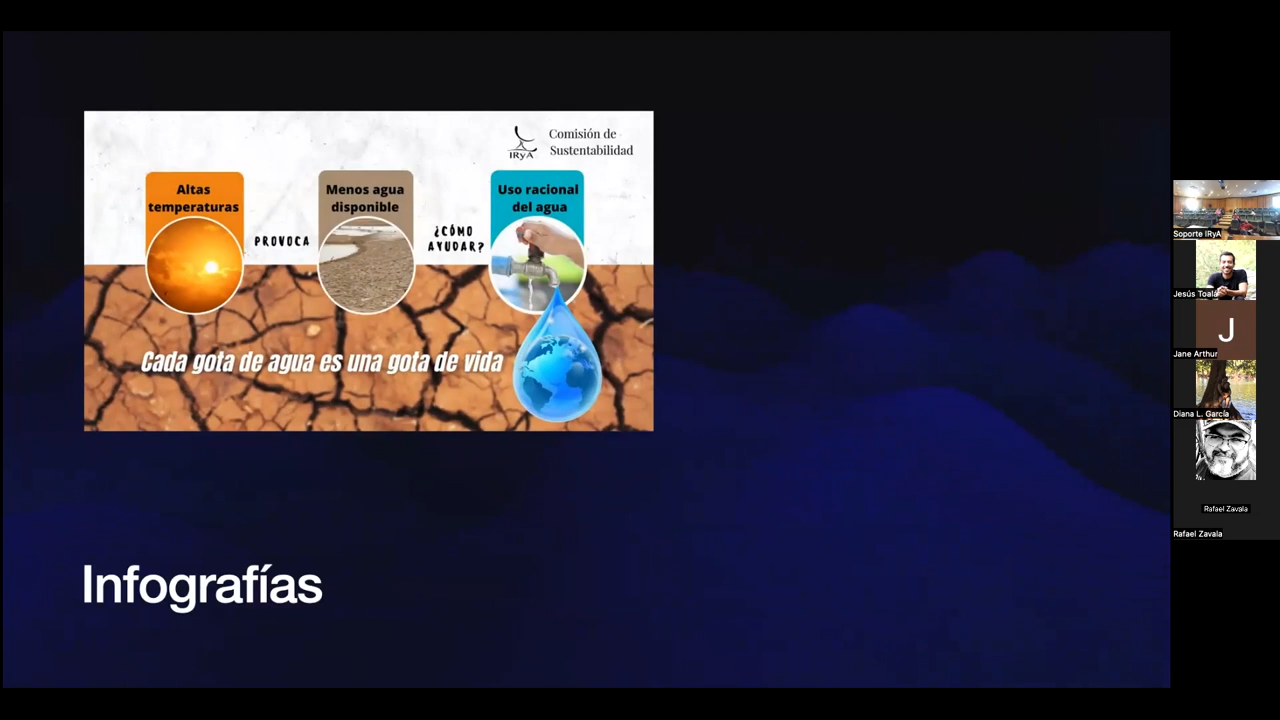 IRyA
Comisión de
Sustentabilidad
Altas
temperaturas
PROVOCA
Menos agua
disponible
¿CÓMO
AYUDAR?
Uso racional
del agua
Cada gota de agua es una gota de vida
Infografías
Soporte IRyA
Jesús Toalá
J
Jane Arthur
Diana L. García
Rafael Zavala
Rafael Zavala